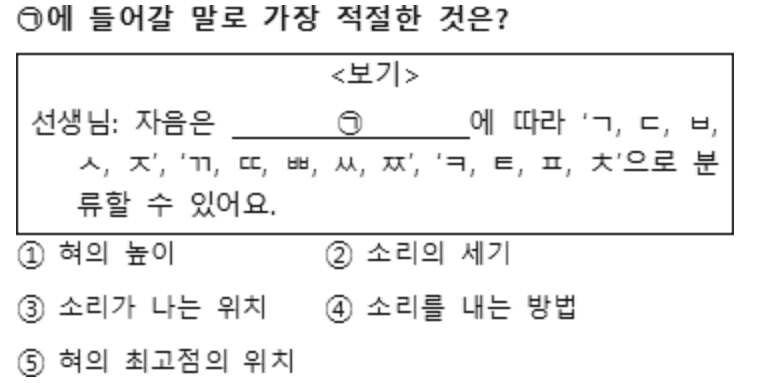 ㉠에 들어갈 말로 가장 적절한 것은?
<보기>
선생님: 자음은 ㉠에 따라 ‘ㄱ, ㄷ, ㅂ,
ㅅ, ㅈ’, ‘ㄲ, ㄸ, ㅃ, ㅆ, ㅉ’, ‘ㅋ, ㅌ, ㅍ, ㅊ’으로 분
류할 수 있어요.
① 혀의 높이 ② 소리의 세기
③ 소리가 나는 위치 ④ 소리를 내는 방법
⑤ 혀의 최고점의 위치